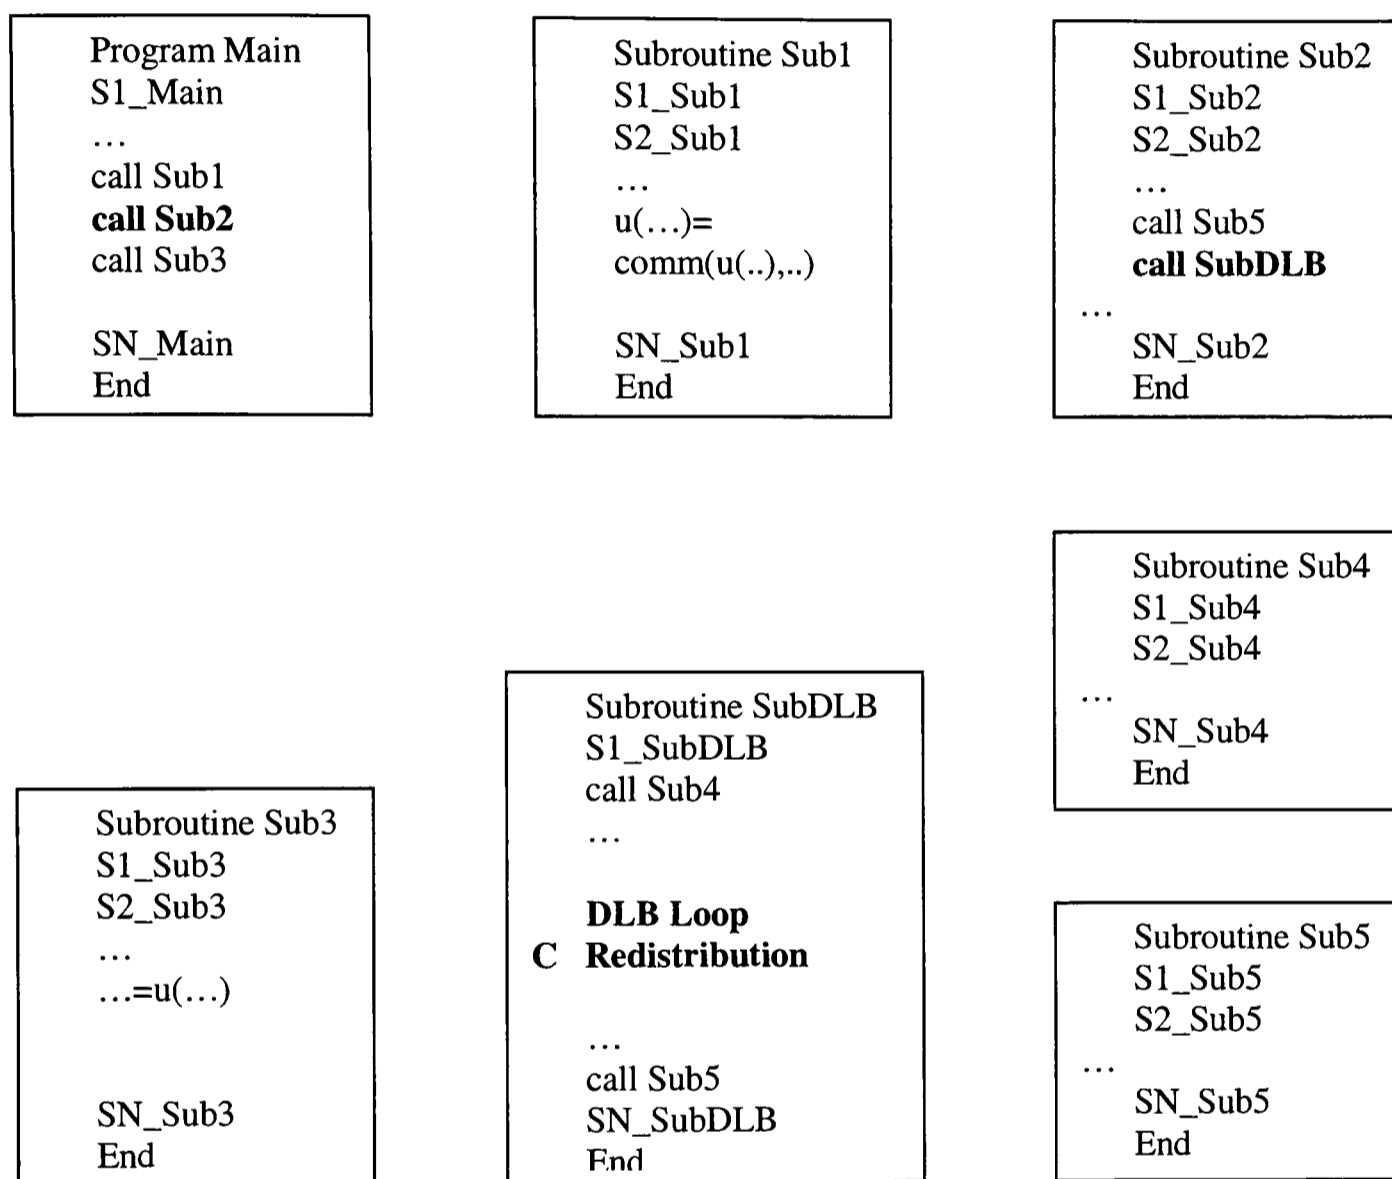 Program Main
S1_Main
...
call Sub1
call Sub2
call Sub3
SN_Main
End
Subroutine Sub1
S1_Sub1
S2_Sub1
...
u(...)=
comm(u(..),..)
SN_Sub1
End
Subroutine Sub2
S1_Sub2
S2_Sub2
...
call Sub5
call SubDLB
...
SN_Sub2
End
Subroutine Sub4
S1_Sub4
S2_Sub4
...
SN_Sub4
End
Subroutine Sub3
S1_Sub3
S2_Sub3
...
...=u(...)
SN_Sub3
End
Subroutine SubDLB
S1_SubDLB
call Sub4
...
DLB Loop
C Redistribution
...
call Sub5
SN_SubDLB
End
Subroutine Sub5
S1_Sub5
S2_Sub5
...
SN_Sub5
End